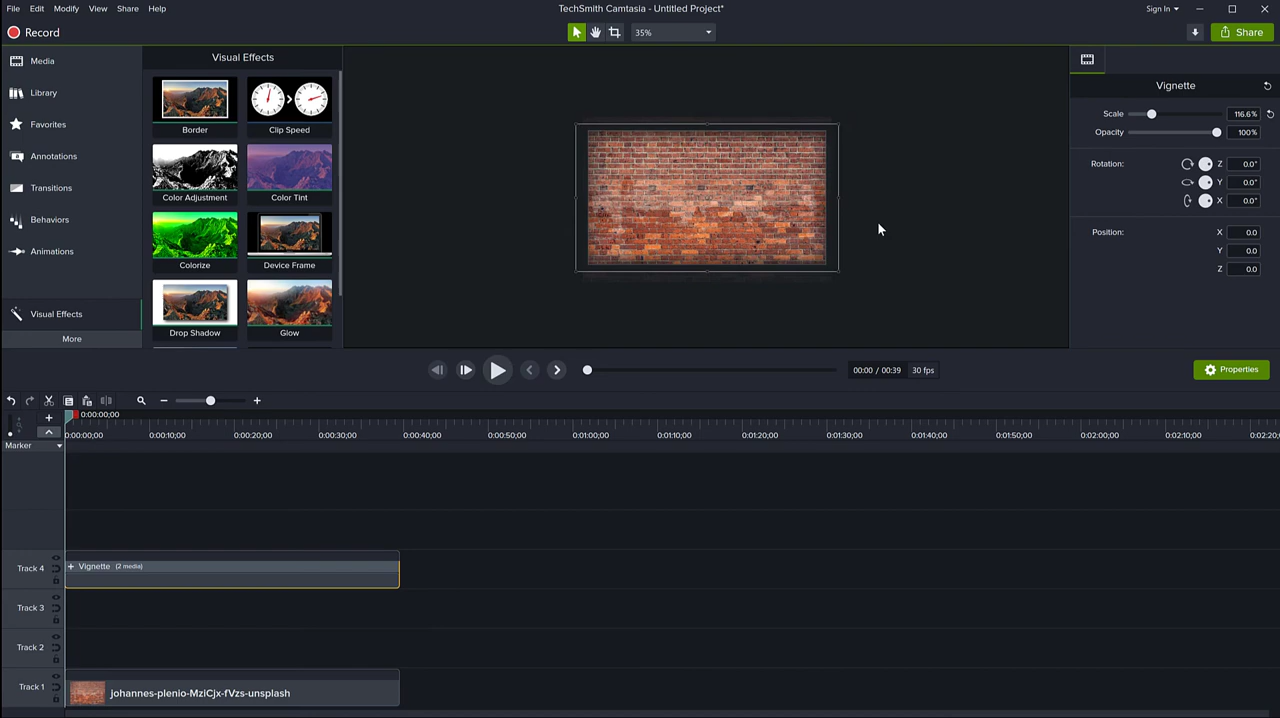 File Edit Modify View Share Help
TechSmith Camtasia - Untitled Project*
Sign In
Record
35%
Share
Media
Library
Favorites
Annotations
Transitions
Behaviors
Animations
Visual Effects
More
Visual Effects
Border
Clip Speed
Color Adjustment
Color Tint
Colorize
Device Frame
Drop Shadow
Glow
Vignette
Scale 116.6%
Opacity 100%
Rotation: Z 0.0°
Y 0.0°
X 0.0°
Position: X 0.0
Y 0.0
Z 0.0
00:00 / 00:39 30 fps
Properties
0:00:00;00
0:00:00;00 0:00:10;00 0:00:20;00 0:00:30;00 0:00:40;00 0:00:50;00 0:01:00;00 0:01:10;00 0:01:20;00 0:01:30;00 0:01:40;00 0:01:50;00 0:02:00;00 0:02:10;00 0:02:20;
Marker
Track 4
+ Vignette (2 media)
Track 3
Track 2
Track 1
johannes-plenio-MziCjx-fVzs-unsplash